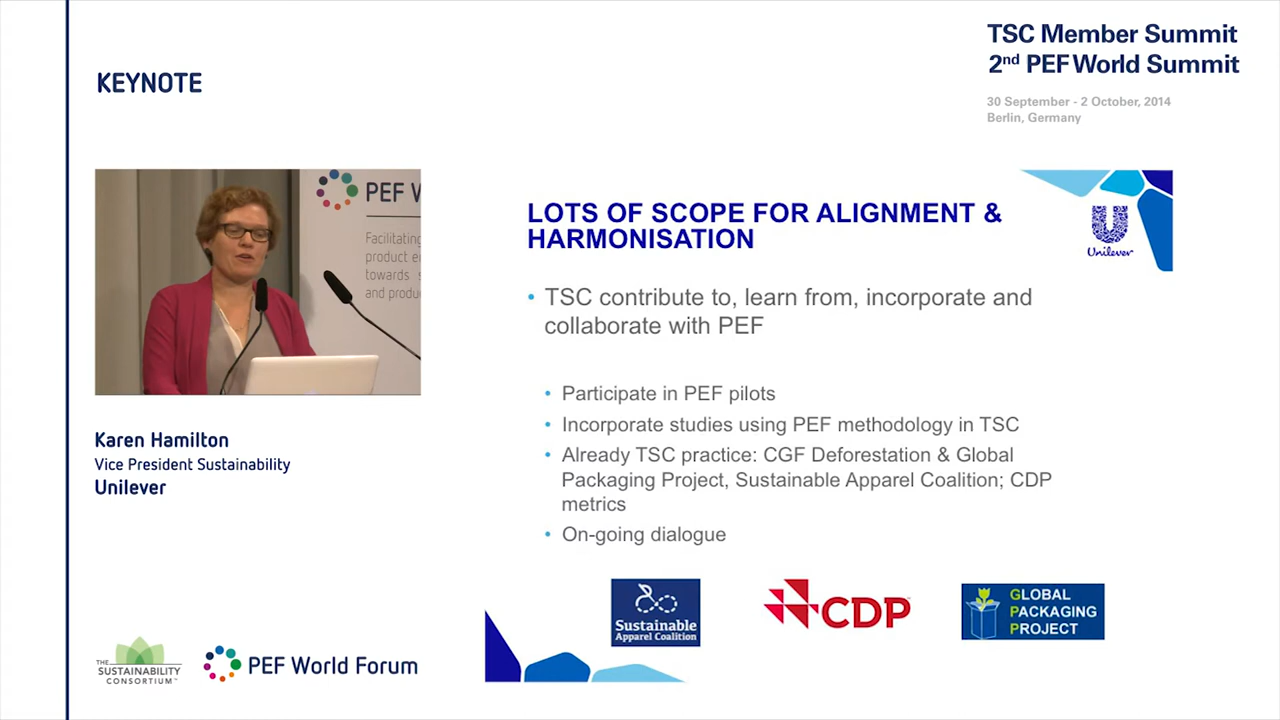 KEYNOTE
TSC Member Summit
2nd PEF World Summit
30 September - 2 October, 2014
Berlin, Germany
PEF W
Facilitating
product e
towards s
and produ
Karen Hamilton
Vice President Sustainability
Unilever
LOTS OF SCOPE FOR ALIGNMENT &
HARMONISATION
Unilever
• TSC contribute to, learn from, incorporate and
collaborate with PEF
• Participate in PEF pilots
• Incorporate studies using PEF methodology in TSC
• Already TSC practice: CGF Deforestation & Global
Packaging Project, Sustainable Apparel Coalition; CDP
metrics
• On-going dialogue
Sustainable
Apparel Coalition
CDP
GLOBAL
PACKAGING
PROJECT
THE
SUSTAINABILITY
CONSORTIUM™
PEF World Forum